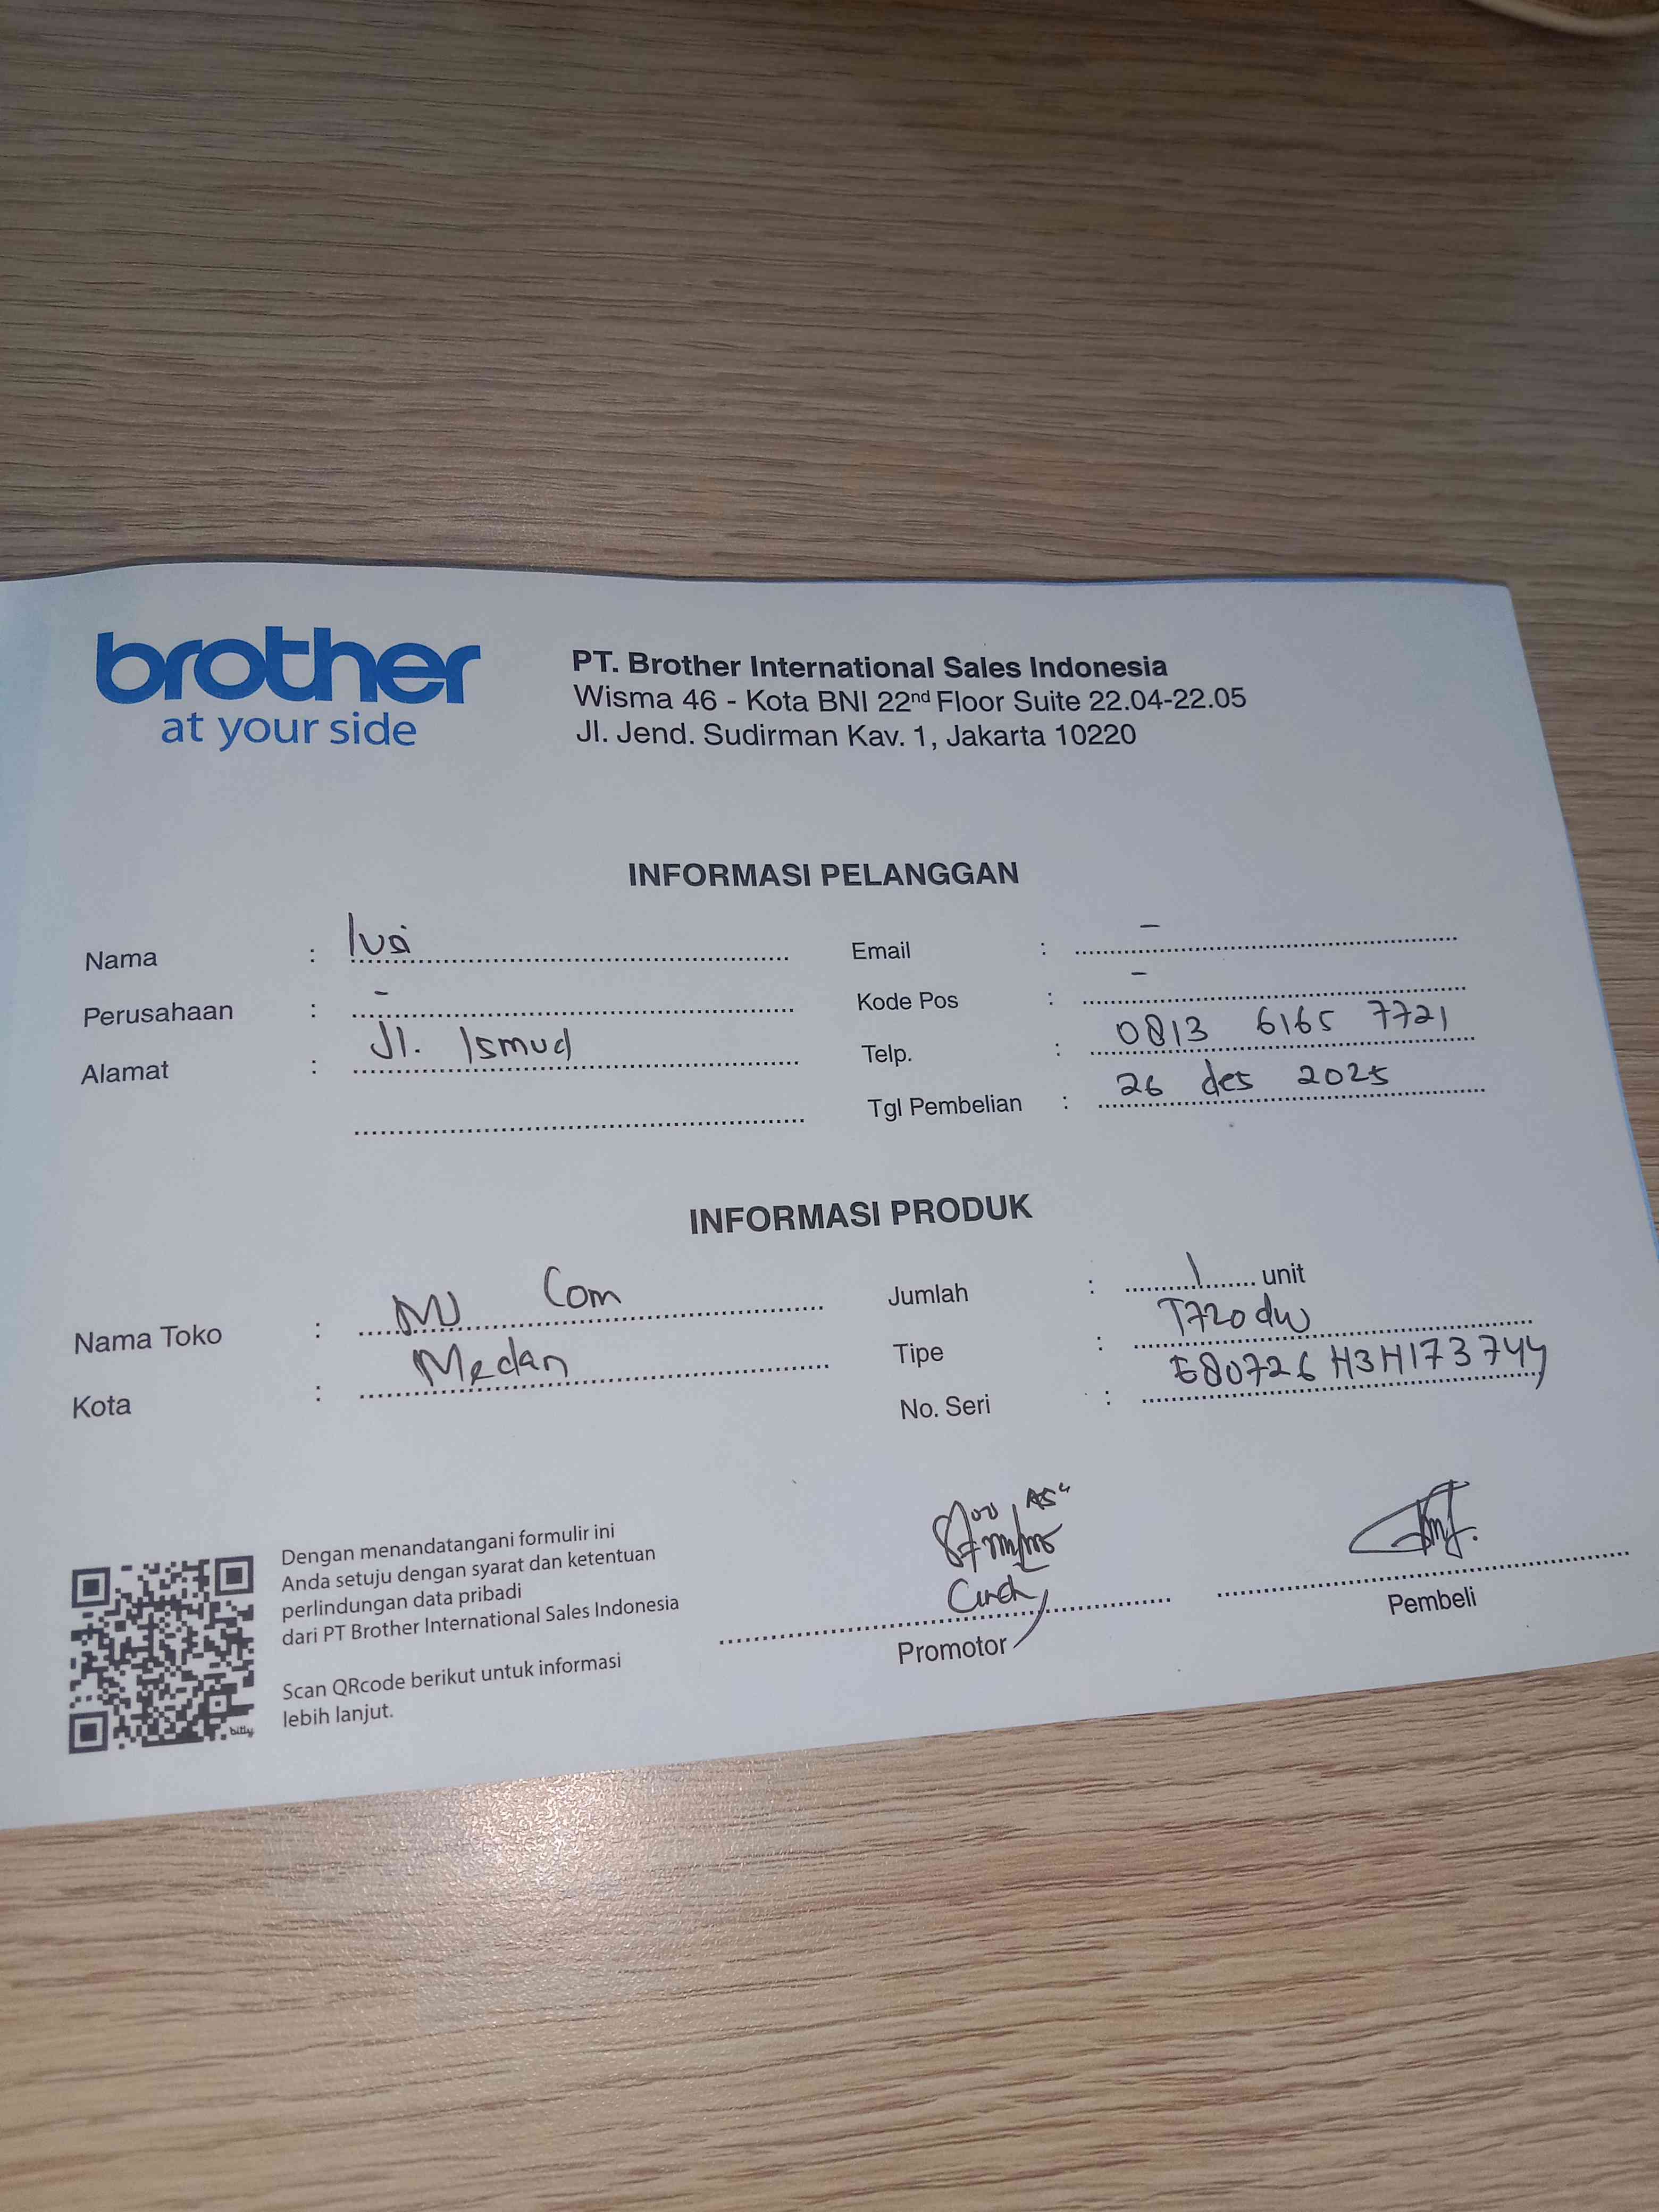 brother
at your side
PT. Brother International Sales Indonesia
Wisma 46 - Kota BNI 22nd Floor Suite 22.04-22.05
Jl. Jend. Sudirman Kav. 1, Jakarta 10220
INFORMASI PELANGGAN
Nama : Ivsi
Perusahaan : -
Alamat : Jl. Ismud
Email : -
Kode Pos : -
Telp. : 0813 6165 7721
Tgl Pembelian : 26 des 2025
INFORMASI PRODUK
Nama Toko : MJ Com
Kota : Medan
Jumlah : 1 unit
Tipe : T720dw
No. Seri : E80726H3H173744
Dengan menandatangani formulir ini
Anda setuju dengan syarat dan ketentuan
perlindungan data pribadi
dari PT Brother International Sales Indonesia
Scan QRcode berikut untuk informasi
lebih lanjut.
bitly
Cindy
Promotor
Pembeli